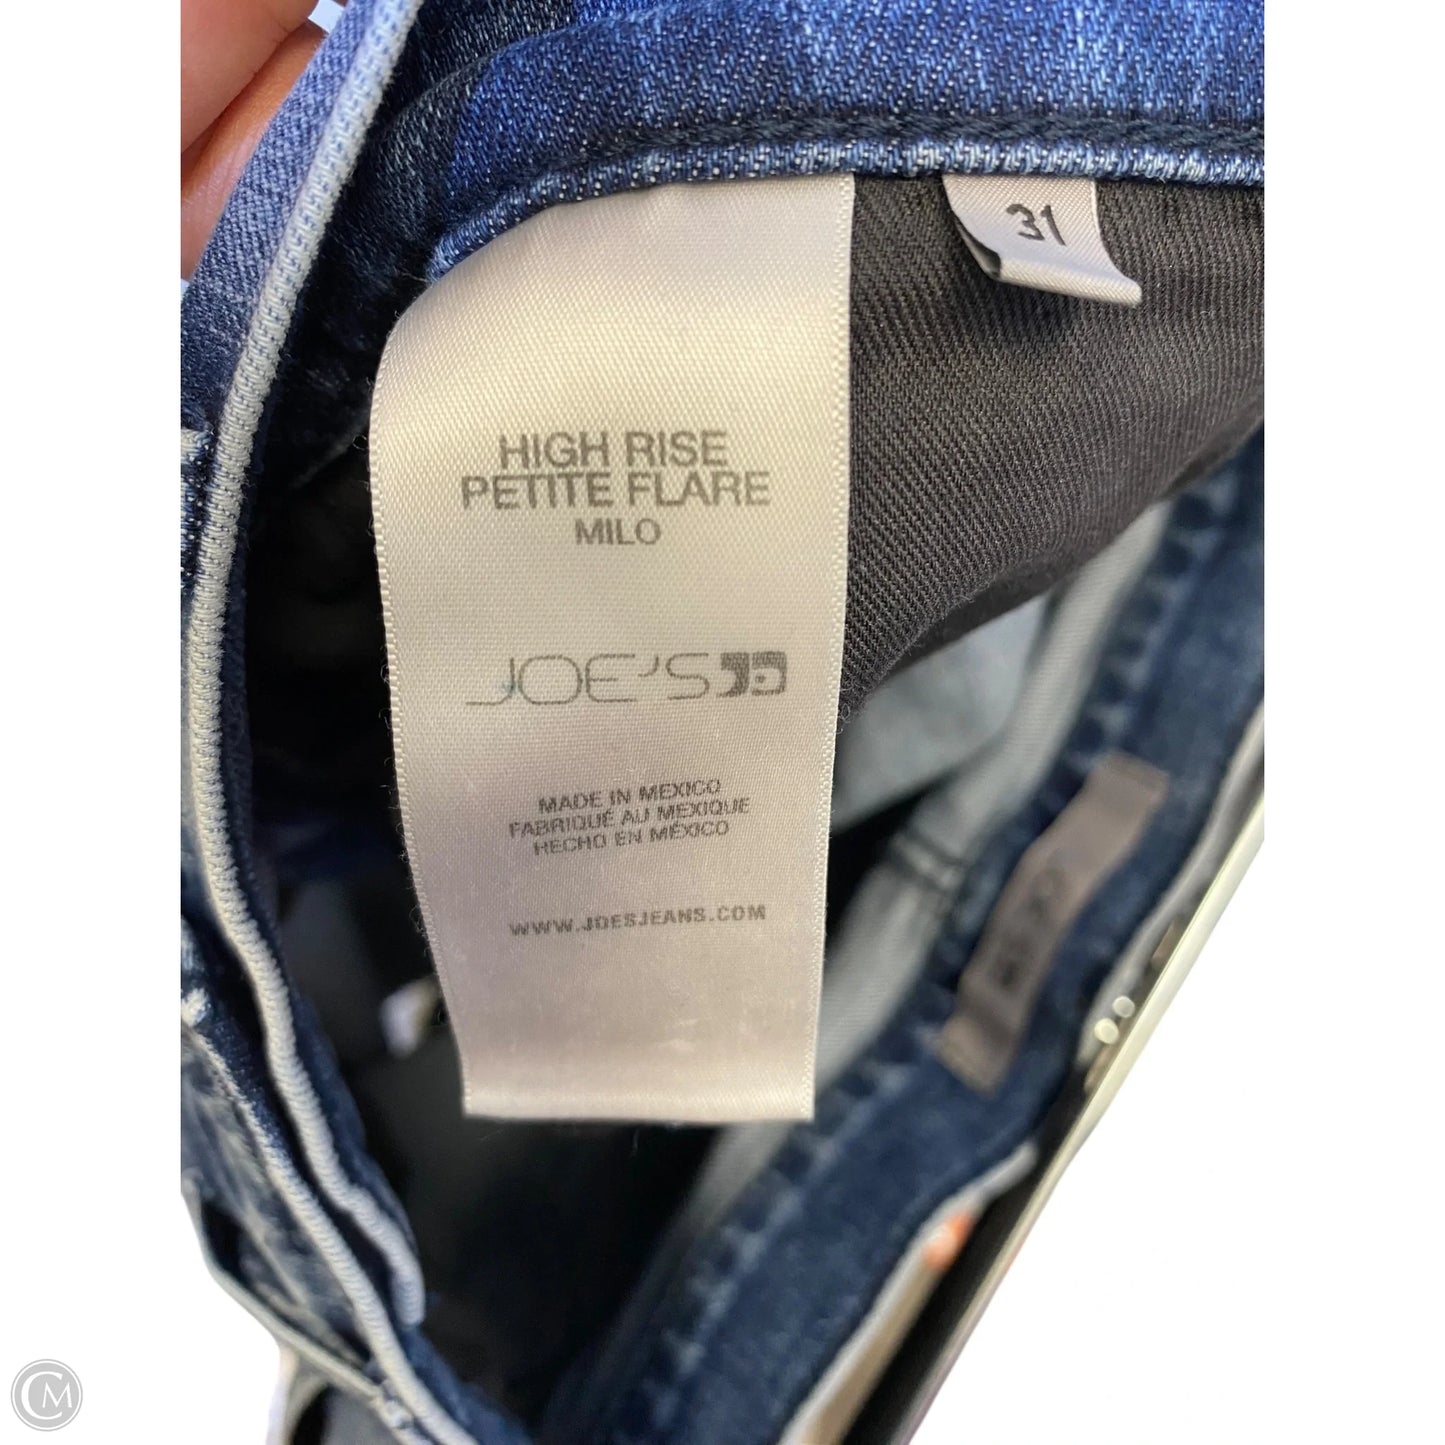 31
HIGH RISE
PETITE FLARE
MILO
JOE'S
MADE IN MEXICO
FABRIQUÉ AU MEXIQUE
HECHO EN MÉXICO
WWW.JOESJEANS.COM
CM